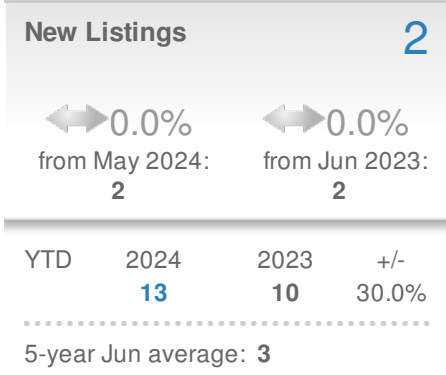 New Listings 2
0.0% 0.0%
from May 2024: from Jun 2023:
2 2
YTD 2024 2023 +/-
13 10 30.0%
5-year Jun average: 3